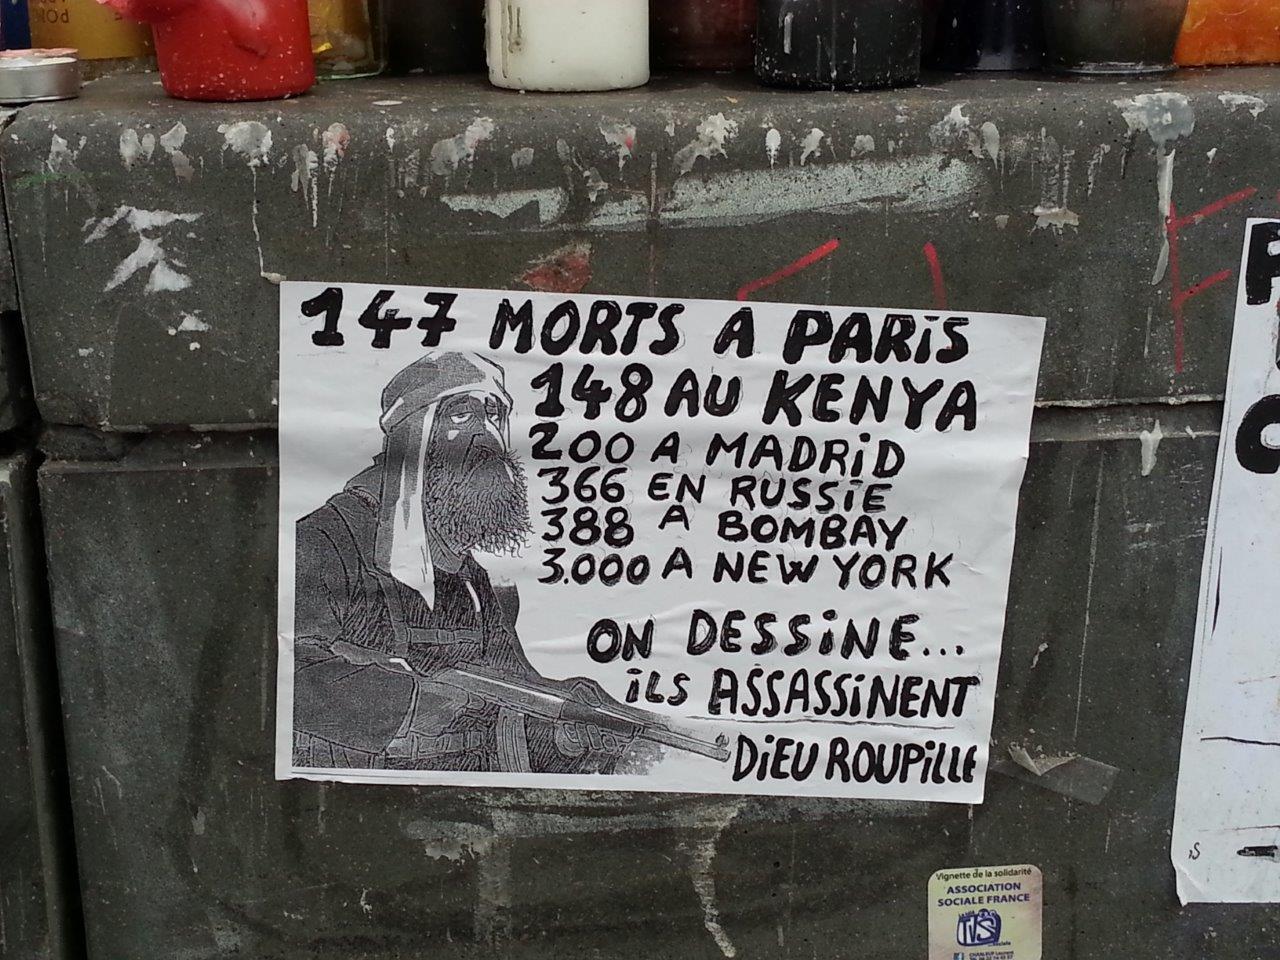 147 MORTS A PARiS
148 AU KENYA
200 A MADRiD
366 EN RUSSiE
388 A BOMBAY
3.000 A NEW YORK
ON DESSiNE...
iLS ASSASSiNENT
DiEU ROUPiLLE
Vignette de la solidarité
ASSOCIATION
SOCIALE FRANCE
TVS